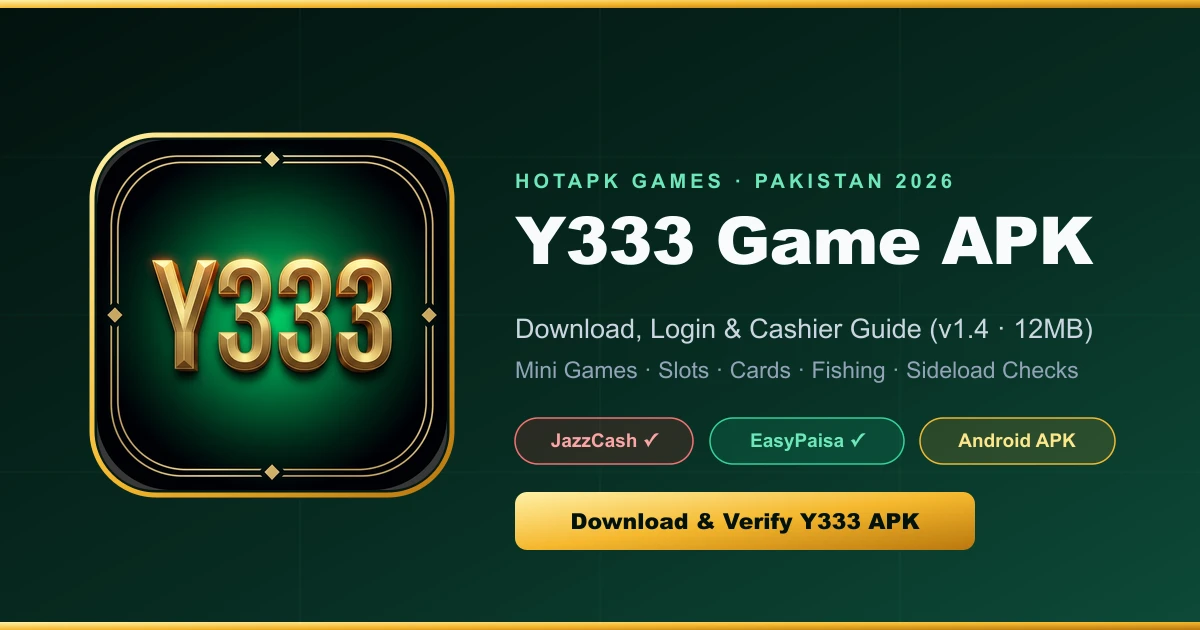 Y333
HOTAPK GAMES · PAKISTAN 2026
Y333 Game APK
Download, Login & Cashier Guide (v1.4 · 12MB)
Mini Games · Slots · Cards · Fishing · Sideload Checks
JazzCash ✓
EasyPaisa ✓
Android APK
Download & Verify Y333 APK